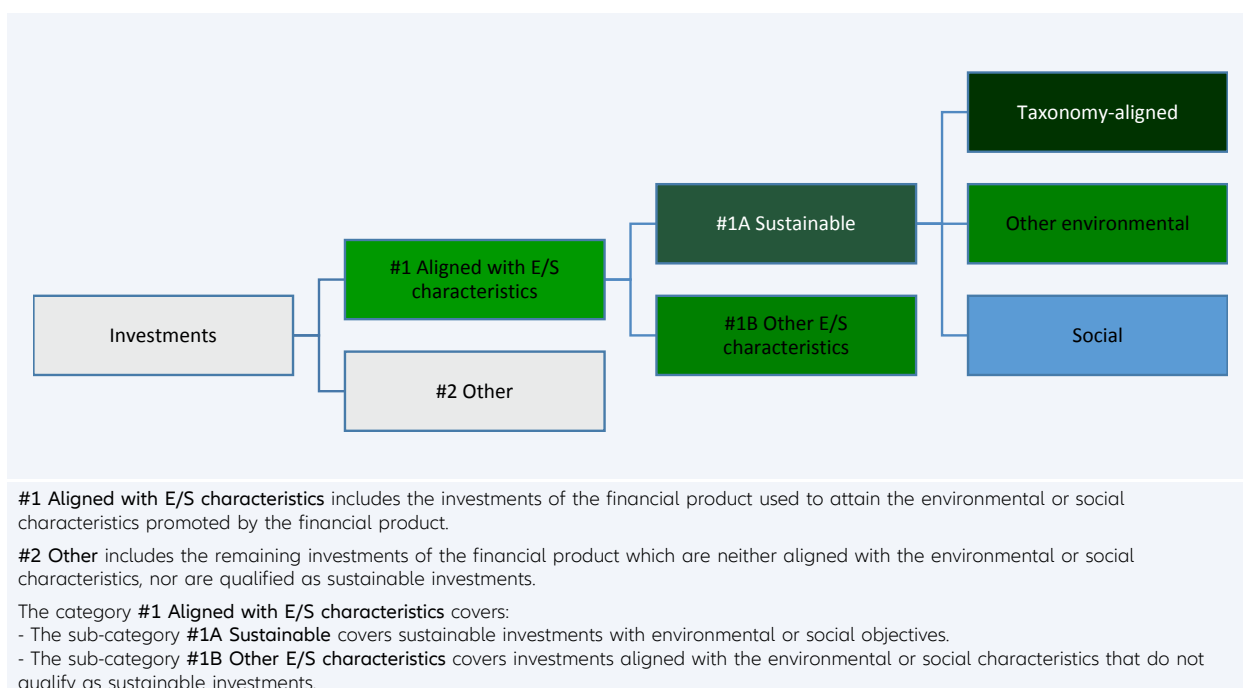 Taxonomy-aligned
#1A Sustainable
Other environmental
#1 Aligned with E/S
characteristics
#1B Other E/S
characteristics
Investments
Social
#2 Other
#1 Aligned with E/S characteristics includes the investments of the financial product used to attain the environmental or social
characteristics promoted by the financial product.
#2 Other includes the remaining investments of the financial product which are neither aligned with the environmental or social
characteristics, nor are qualified as sustainable investments.
The category #1 Aligned with E/S characteristics covers:
- The sub-category #1A Sustainable covers sustainable investments with environmental or social objectives.
- The sub-category #1B Other E/S characteristics covers investments aligned with the environmental or social characteristics that do not
qualify as sustainable investments.